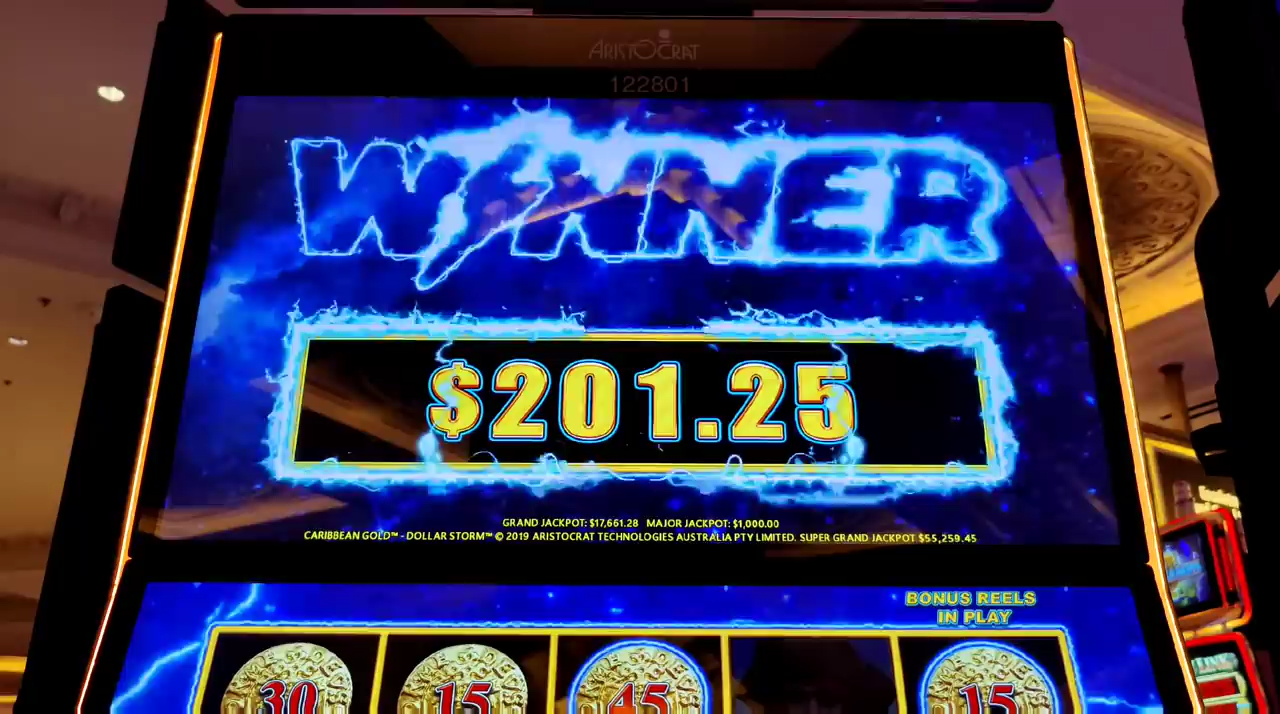 ARISTOCRAT
122801
WINNER
$201.25
GRAND JACKPOT: $17,661.28 MAJOR JACKPOT: $1,000.00
CARIBBEAN GOLD™ - DOLLAR STORM™ © 2019 ARISTOCRAT TECHNOLOGIES AUSTRALIA PTY LIMITED. SUPER GRAND JACKPOT $55,259.45
BONUS REELS
IN PLAY
30 15 45 15